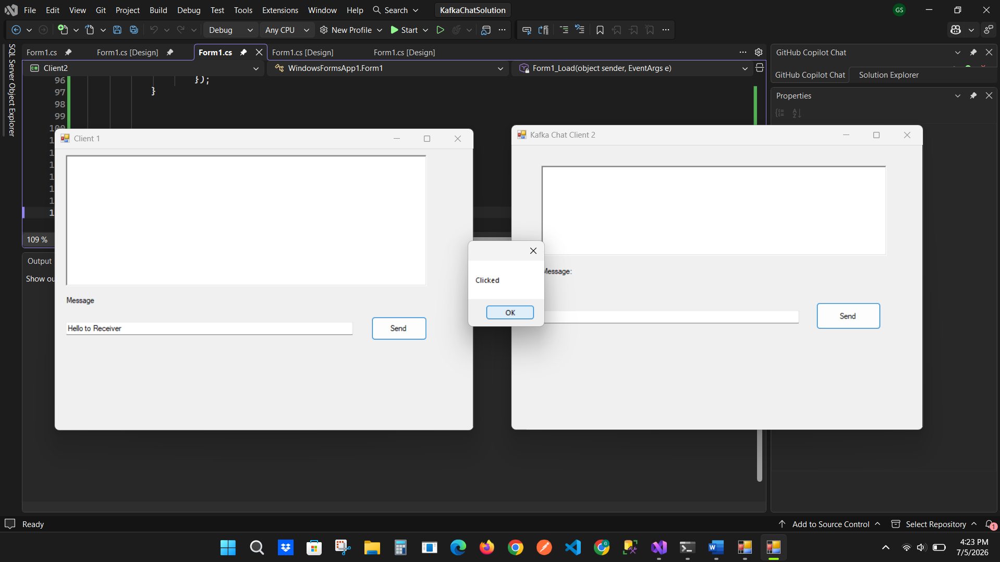 File Edit View Git Project Build Debug Test Tools Extensions Window Help Search KafkaChatSolution GS
Debug Any CPU New Profile Start
SQL Server Object Explorer
Form1.cs Form1.cs [Design] Form1.cs Form1.cs [Design] Form1.cs [Design]
Client2 WindowsFormsApp1.Form1 Form1_Load(object sender, EventArgs e)
96 });
97 }
98
99
100
1
1
1
1
1
1
1
109 %
Output
Show ou
GitHub Copilot Chat
GitHub Copilot Chat Solution Explorer
Properties
Client 1
Message
Hello to Receiver
Send
Clicked
OK
Kafka Chat Client 2
Message:
Send
Ready
Add to Source Control Select Repository 1
4:23 PM
7/5/2026